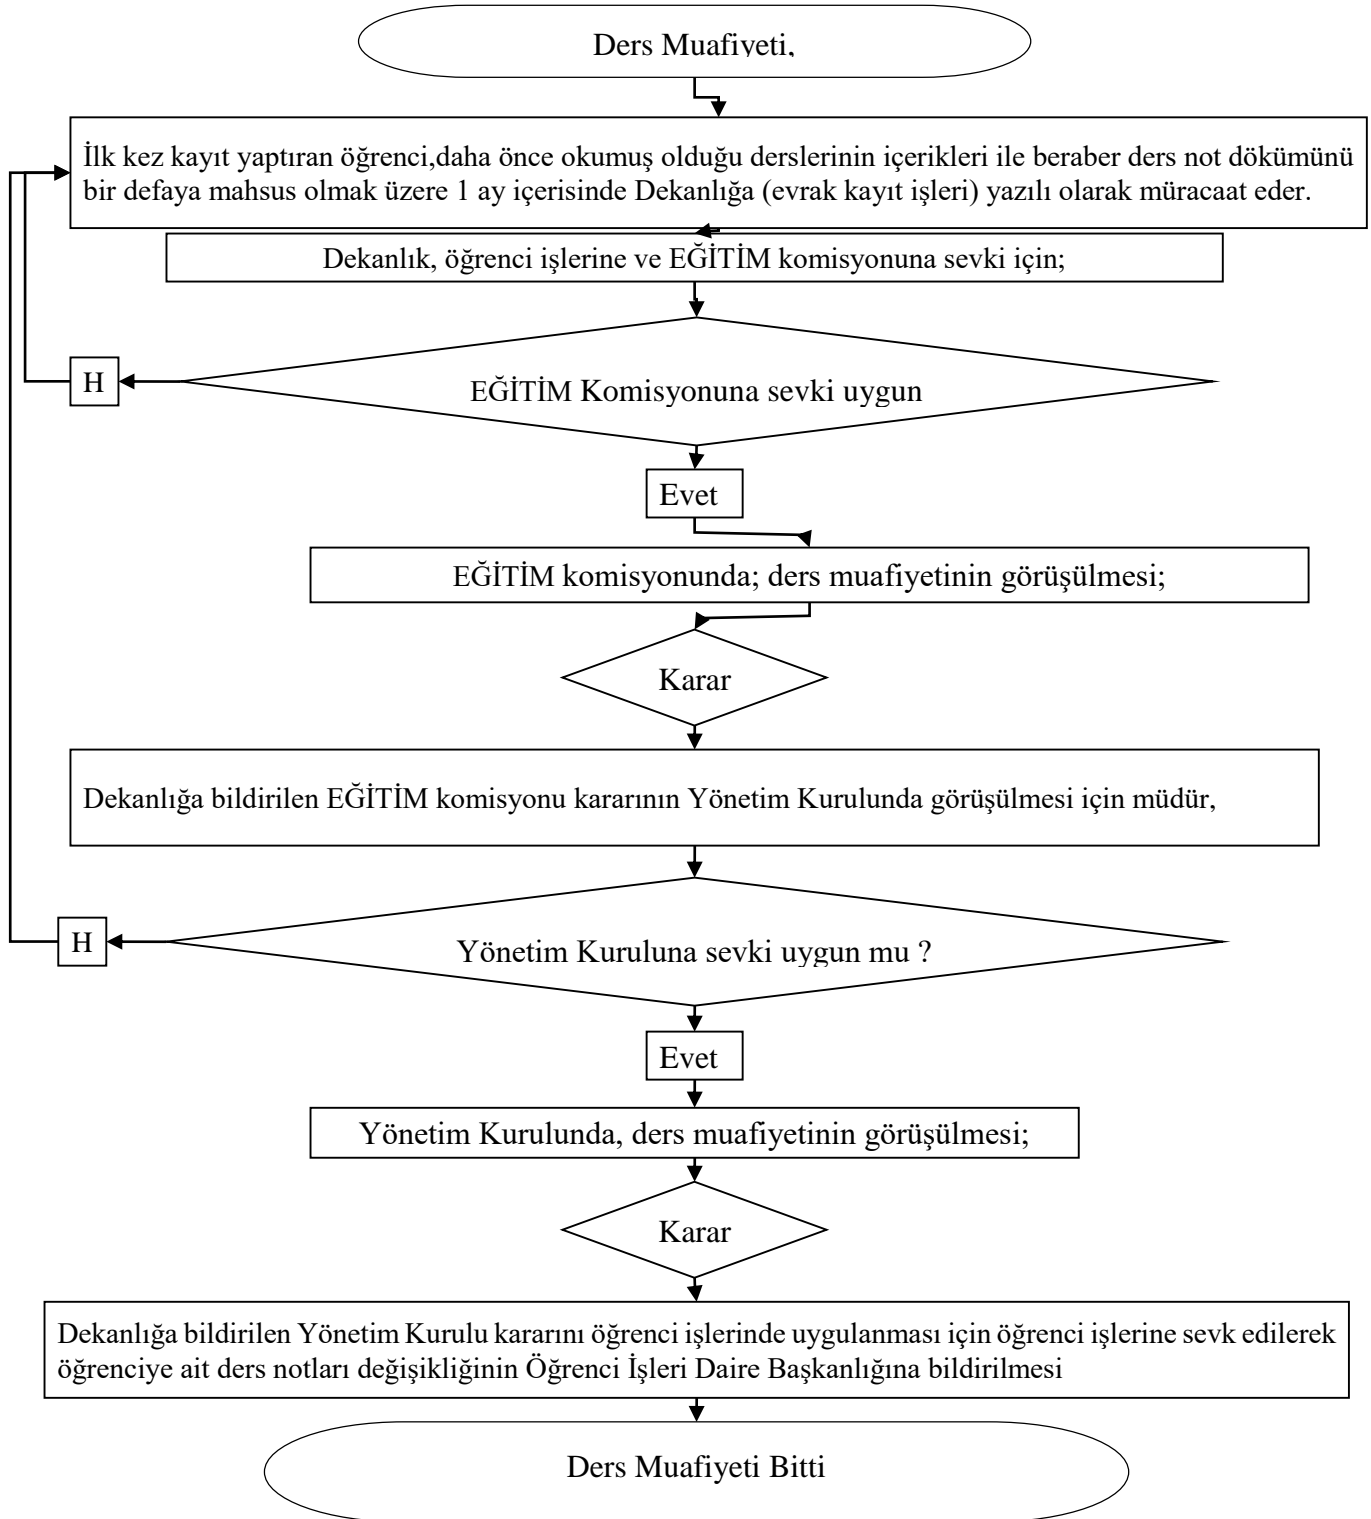 Ders Muafiyeti,
İlk kez kayıt yaptıran öğrenci,daha önce okumuş olduğu derslerinin içerikleri ile beraber ders not dökümünü
bir defaya mahsus olmak üzere 1 ay içerisinde Dekanlığa (evrak kayıt işleri) yazılı olarak müracaat eder.
Dekanlık, öğrenci işlerine ve EĞİTİM komisyonuna sevki için;
EĞİTİM Komisyonuna sevki uygun
H
Evet
EĞİTİM komisyonunda; ders muafiyetinin görüşülmesi;
Karar
Dekanlığa bildirilen EĞİTİM komisyonu kararının Yönetim Kurulunda görüşülmesi için müdür,
Yönetim Kuruluna sevki uygun mu ?
H
Evet
Yönetim Kurulunda, ders muafiyetinin görüşülmesi;
Karar
Dekanlığa bildirilen Yönetim Kurulu kararını öğrenci işlerinde uygulanması için öğrenci işlerine sevk edilerek
öğrenciye ait ders notları değişikliğinin Öğrenci İşleri Daire Başkanlığına bildirilmesi
Ders Muafiyeti Bitti